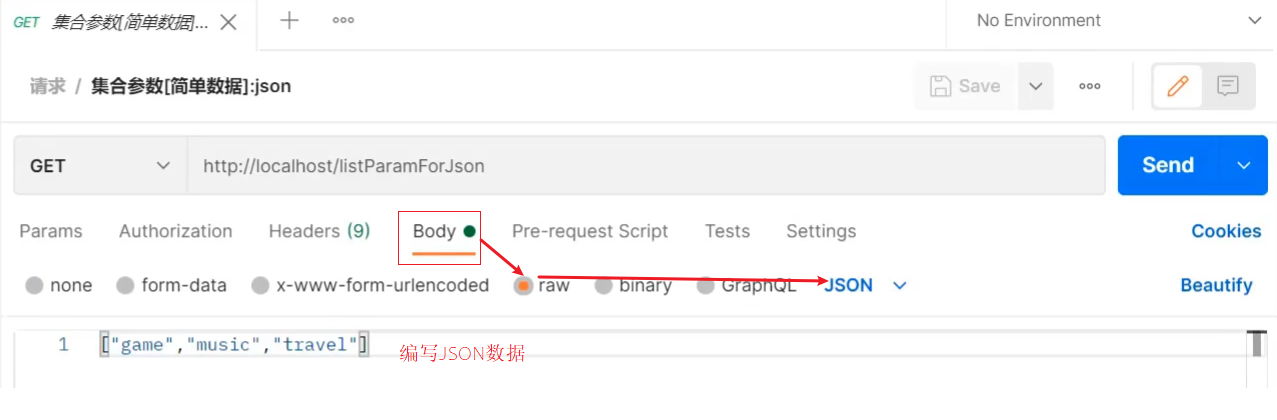 GET 集合参数[简单数据]... No Environment
请求 / 集合参数[简单数据]:json Save
GET http://localhost/listParamForJson Send
Params Authorization Headers (9) Body Pre-request Script Tests Settings Cookies
none form-data x-www-form-urlencoded raw binary GraphQL JSON Beautify
1 ["game","music","travel"]
编写JSON数据